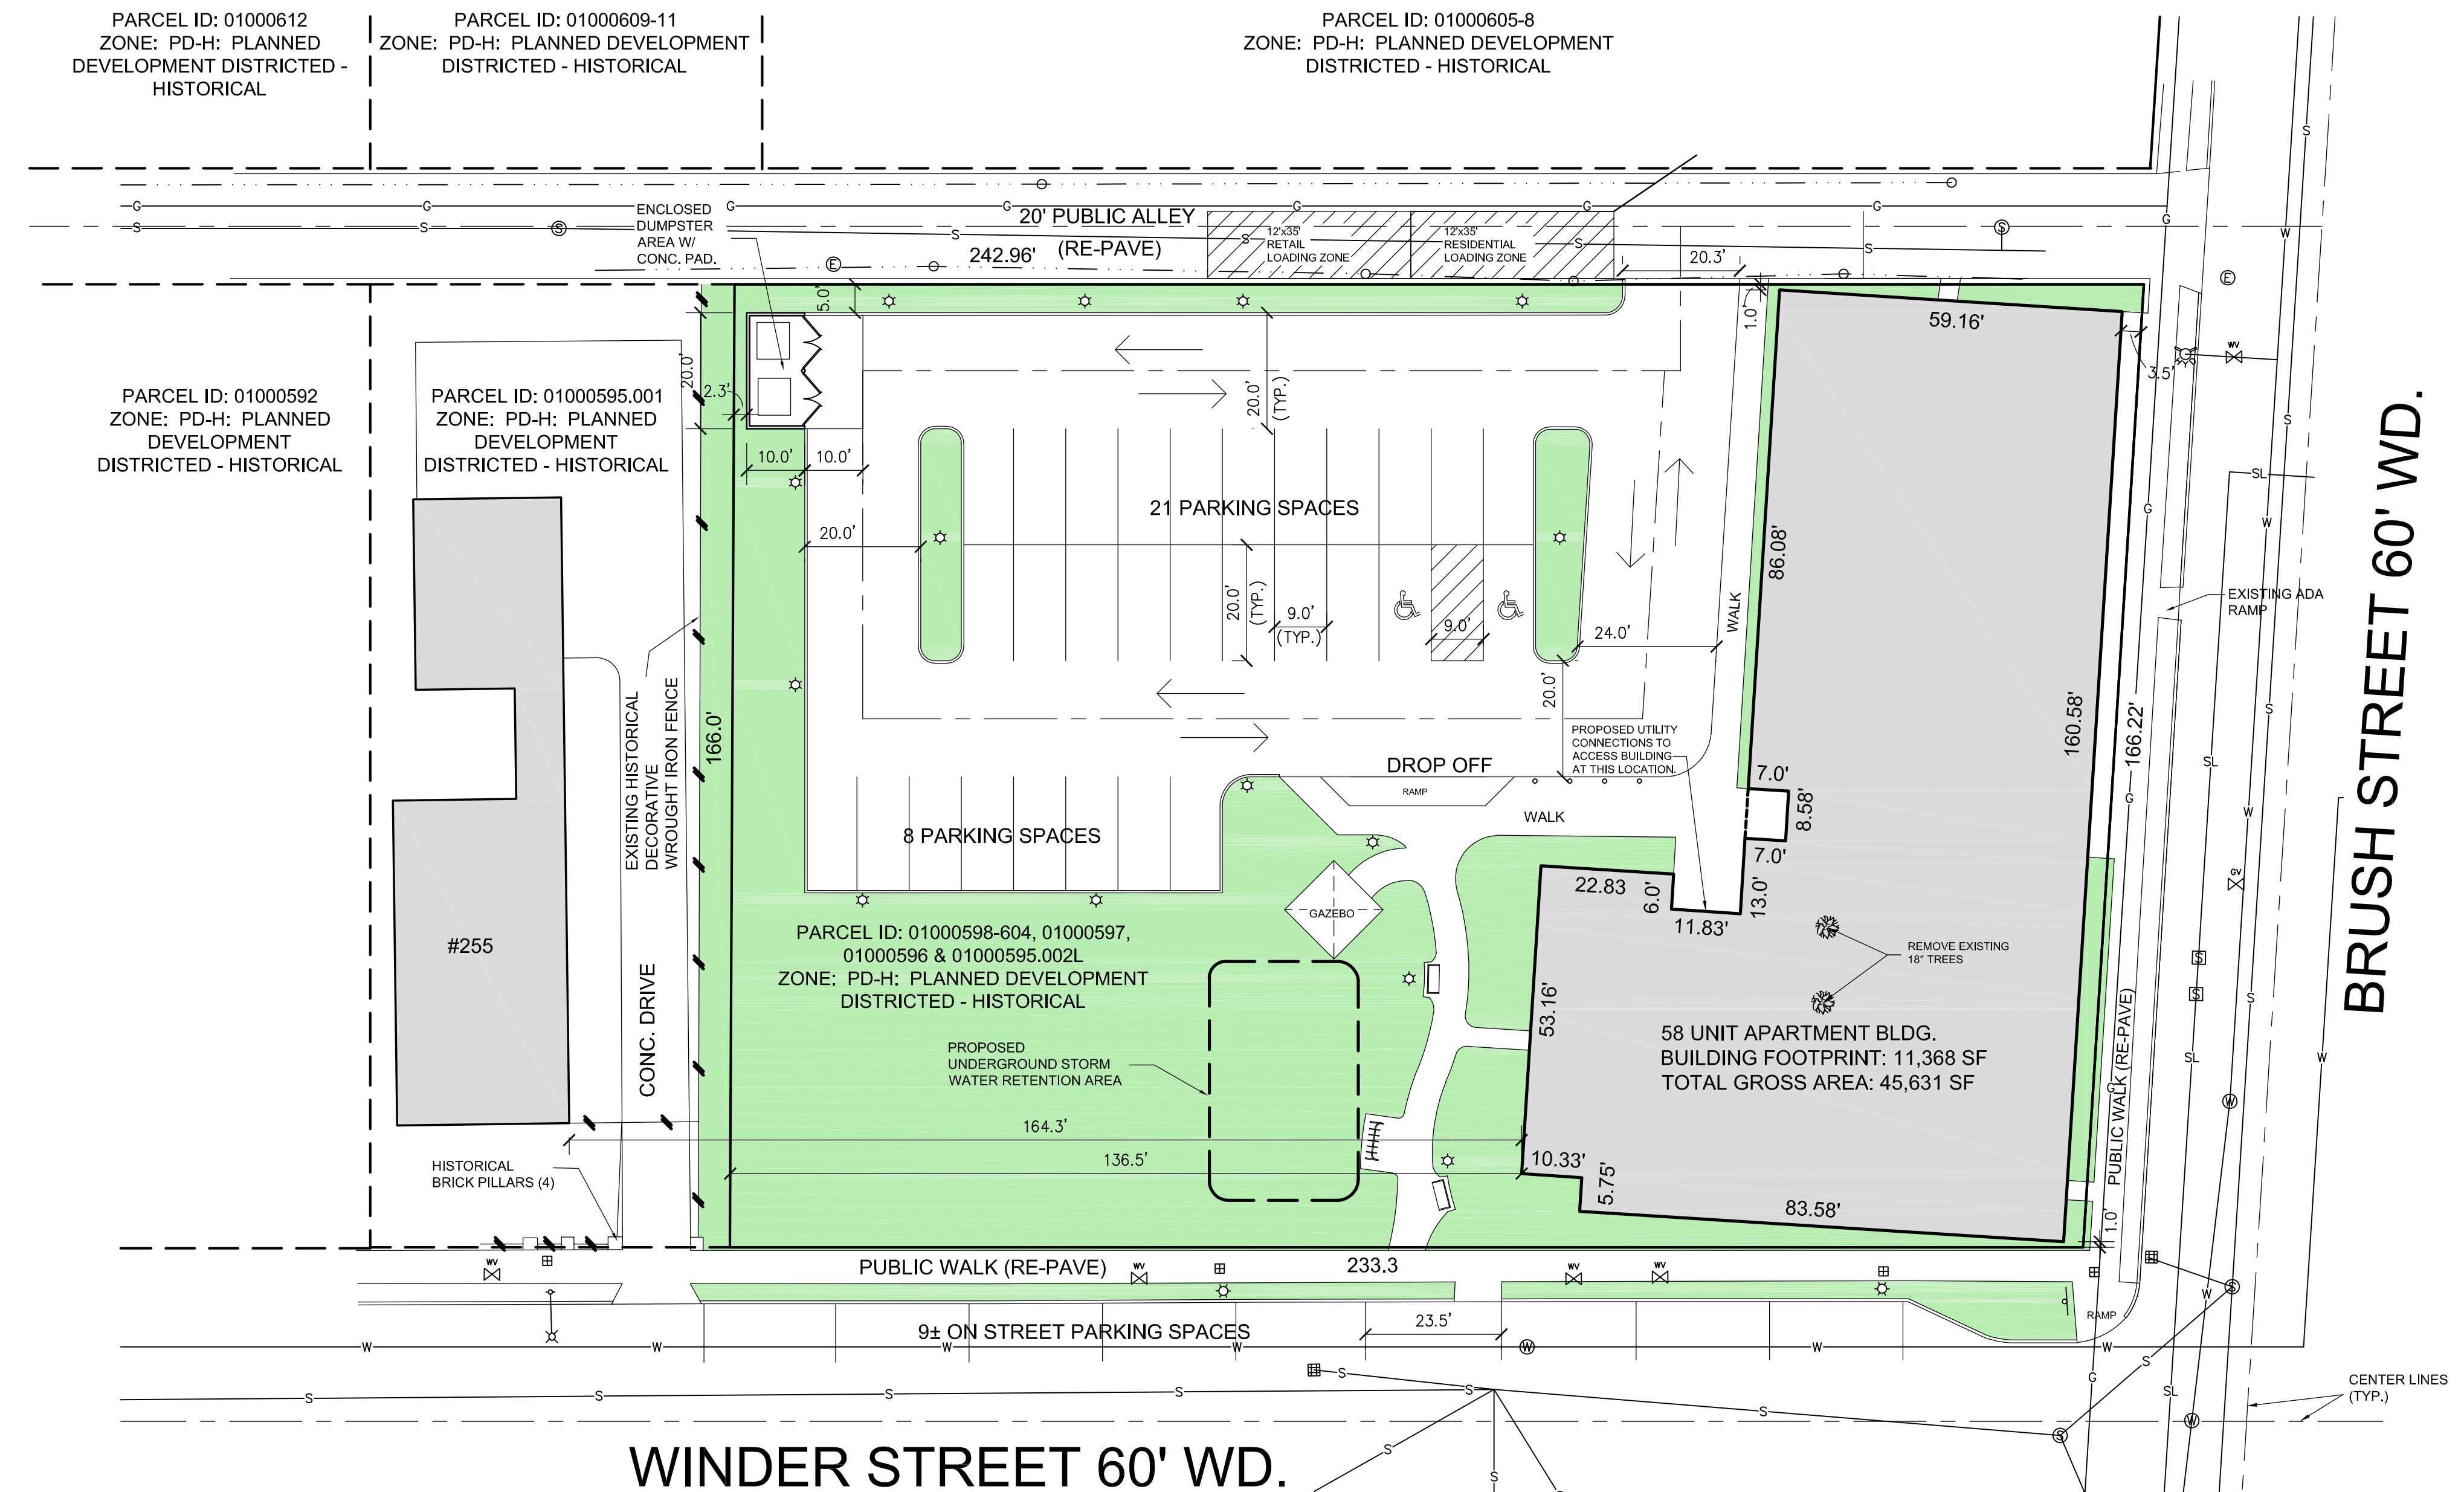 PARCEL ID: 01000612
ZONE: PD-H: PLANNED
DEVELOPMENT DISTRICTED -
HISTORICAL
PARCEL ID: 01000609-11
ZONE: PD-H: PLANNED DEVELOPMENT
DISTRICTED - HISTORICAL
PARCEL ID: 01000605-8
ZONE: PD-H: PLANNED DEVELOPMENT
DISTRICTED - HISTORICAL
ENCLOSED
DUMPSTER
AREA W/
CONC. PAD.
20' PUBLIC ALLEY
(RE-PAVE)
242.96'
12'x35'
RETAIL
LOADING ZONE
12'x35'
RESIDENTIAL
LOADING ZONE
20.3'
5.0'
1.0'
59.16'
3.5'
20.0'
2.3'
20.0'
(TYP.)
PARCEL ID: 01000592
ZONE: PD-H: PLANNED
DEVELOPMENT
DISTRICTED - HISTORICAL
PARCEL ID: 01000595.001
ZONE: PD-H: PLANNED
DEVELOPMENT
DISTRICTED - HISTORICAL
10.0'
10.0'
21 PARKING SPACES
20.0'
20.0'
(TYP.)
9.0'
(TYP.)
9.0'
24.0'
20.0'
WALK
86.08'
EXISTING ADA
RAMP
BRUSH STREET 60' WD.
160.58'
166.22'
166.0'
EXISTING HISTORICAL
DECORATIVE
WROUGHT IRON FENCE
PROPOSED UTILITY
CONNECTIONS TO
ACCESS BUILDING
AT THIS LOCATION.
DROP OFF
RAMP
WALK
7.0'
8.58'
7.0'
8 PARKING SPACES
22.83
6.0'
11.83'
13.0'
GAZEBO
#255
PARCEL ID: 01000598-604, 01000597,
01000596 & 01000595.002L
ZONE: PD-H: PLANNED DEVELOPMENT
DISTRICTED - HISTORICAL
REMOVE EXISTING
18" TREES
53.16'
58 UNIT APARTMENT BLDG.
BUILDING FOOTPRINT: 11,368 SF
TOTAL GROSS AREA: 45,631 SF
CONC. DRIVE
PROPOSED
UNDERGROUND STORM
WATER RETENTION AREA
PUBLIC WALK (RE-PAVE)
164.3'
136.5'
10.33'
5.75'
83.58'
1.0'
HISTORICAL
BRICK PILLARS (4)
PUBLIC WALK (RE-PAVE)
233.3
RAMP
9± ON STREET PARKING SPACES
23.5'
CENTER LINES
(TYP.)
WINDER STREET 60' WD.